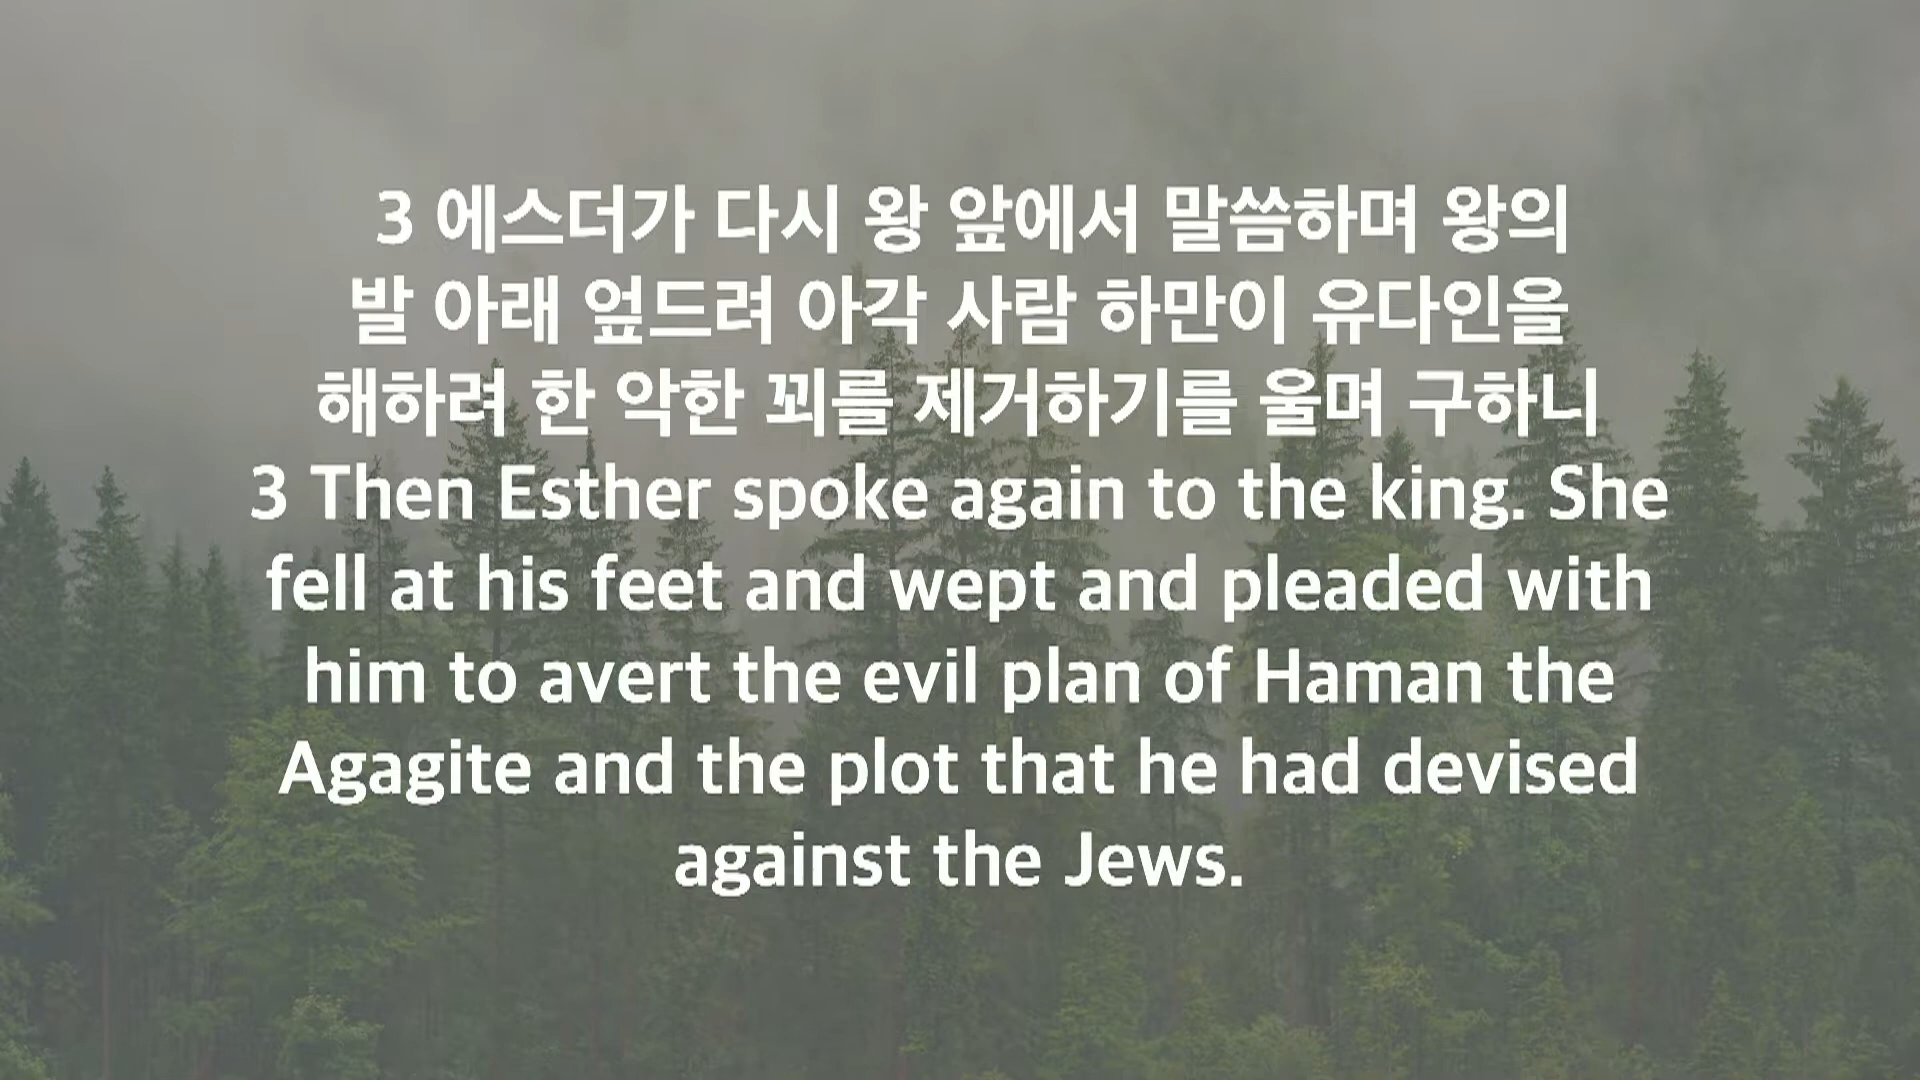 3 에스더가 다시 왕 앞에서 말씀하며 왕의
발 아래 엎드려 아각 사람 하만이 유다인을
해하려 한 악한 꾀를 제거하기를 울며 구하니
3 Then Esther spoke again to the king. She
fell at his feet and wept and pleaded with
him to avert the evil plan of Haman the
Agagite and the plot that he had devised
against the Jews.